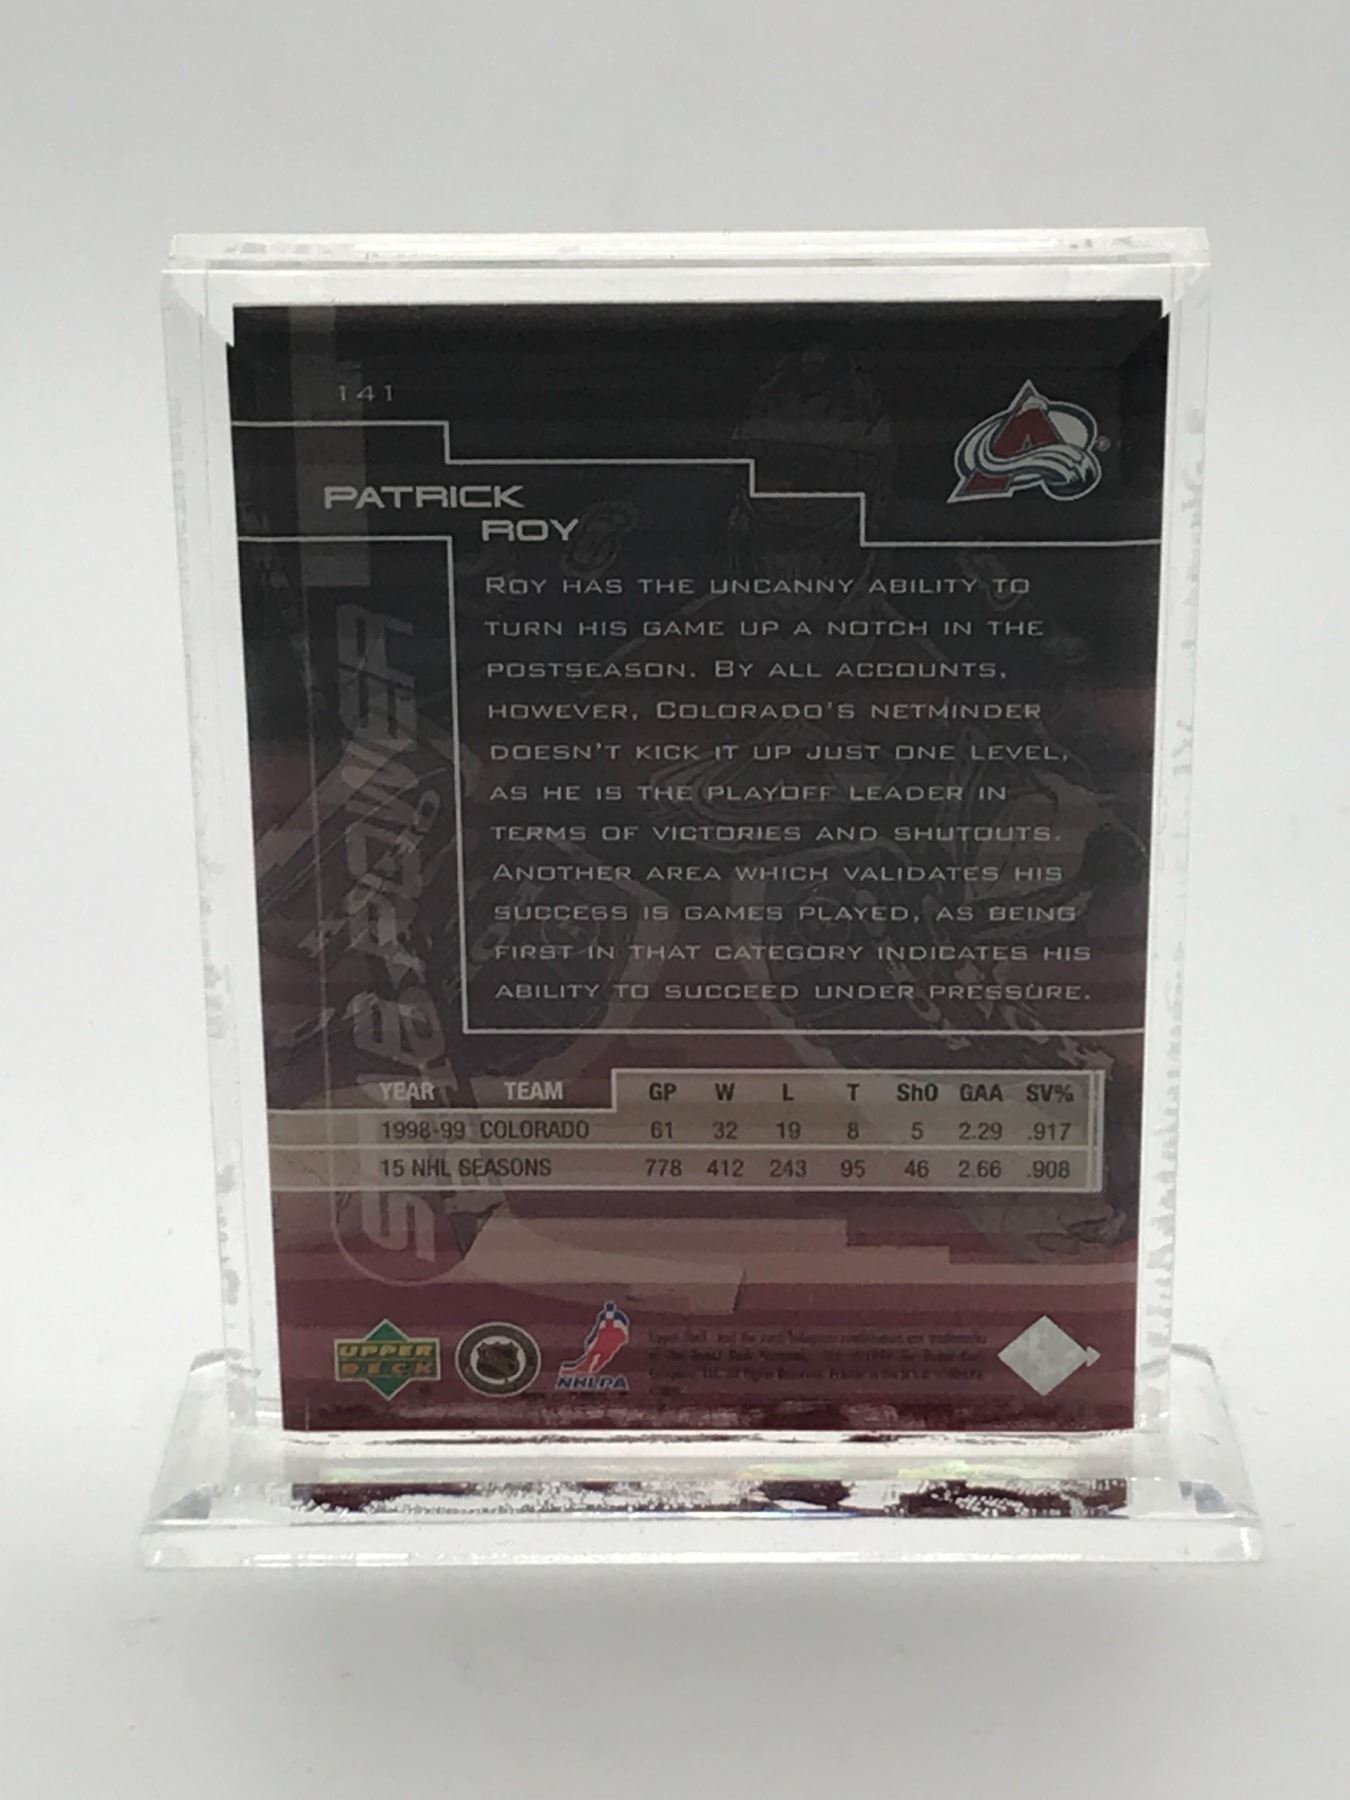 141
PATRICK
ROY
ROY HAS THE UNCANNY ABILITY TO
TURN HIS GAME UP A NOTCH IN THE
POSTSEASON. BY ALL ACCOUNTS,
HOWEVER, COLORADO'S NETMINDER
DOESN'T KICK IT UP JUST ONE LEVEL,
AS HE IS THE PLAYOFF LEADER IN
TERMS OF VICTORIES AND SHUTOUTS.
ANOTHER AREA WHICH VALIDATES HIS
SUCCESS IS GAMES PLAYED, AS BEING
FIRST IN THAT CATEGORY INDICATES HIS
ABILITY TO SUCCEED UNDER PRESSURE.
STAR POWER
YEAR TEAM GP W L T ShO GAA SV%
1998-99 COLORADO 61 32 19 8 5 2.29 .917
15 NHL SEASONS 778 412 243 95 46 2.66 .908
UPPER
DECK
NHLPA